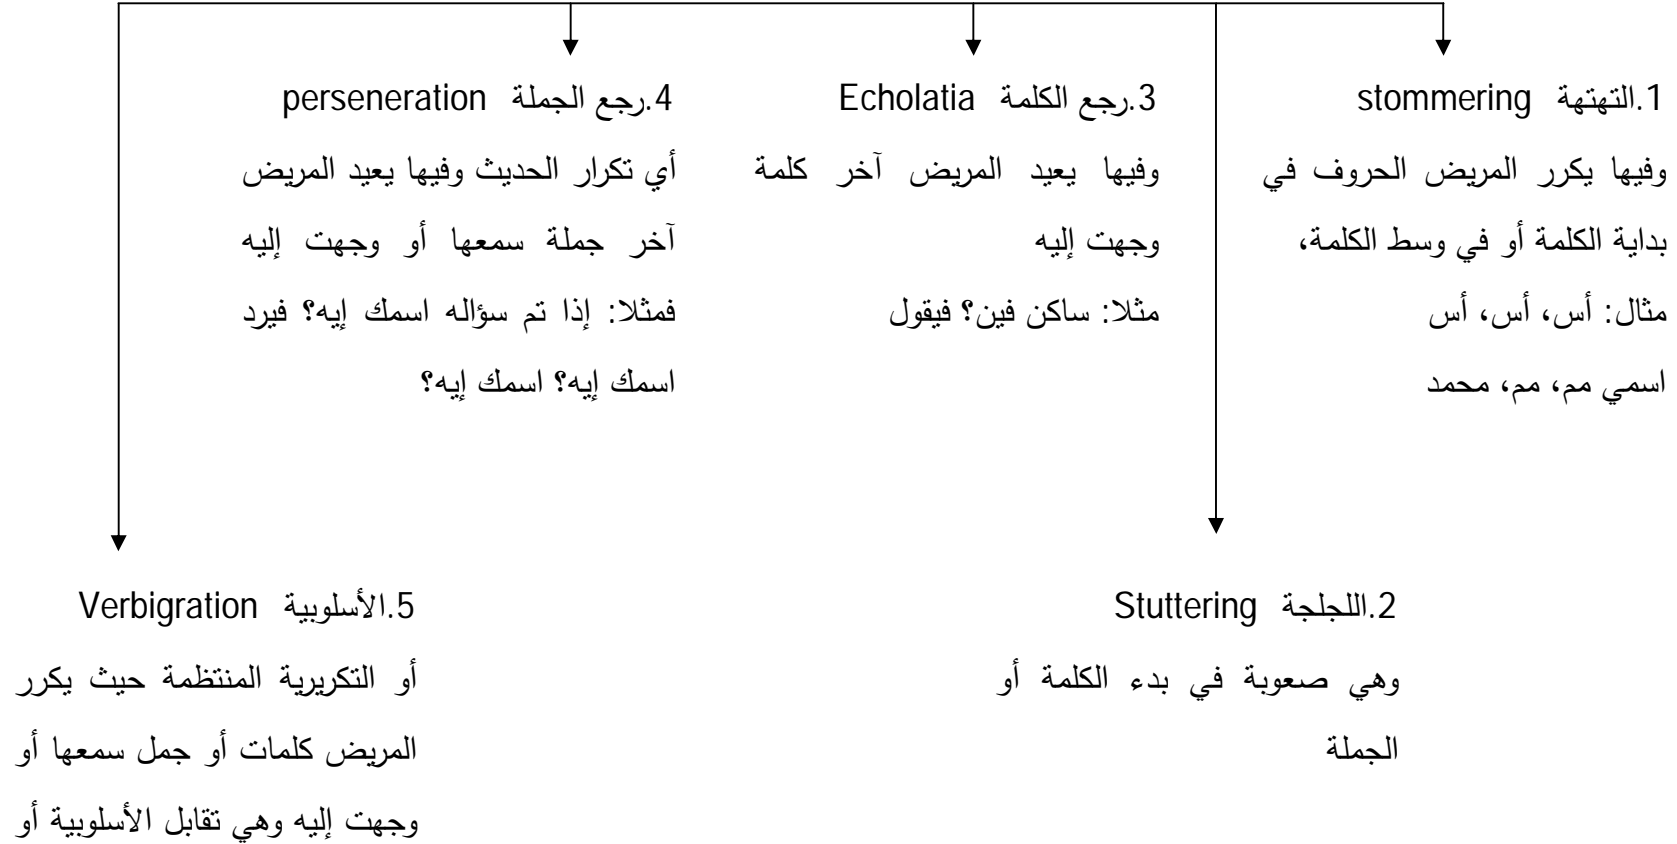 1.التهتهة stommering
وفيها يكرر المريض الحروف في
بداية الكلمة أو في وسط الكلمة،
مثال: أس، أس، أس
اسمي مم، مم، محمد
3.رجع الكلمة Echolatia
وفيها يعيد المريض آخر كلمة
وجهت إليه
مثلا: ساكن فين؟ فيقول
4.رجع الجملة perseneration
أي تكرار الحديث وفيها يعيد المريض
آخر جملة سمعها أو وجهت إليه
فمثلا: إذا تم سؤاله اسمك إيه؟ فيرد
اسمك إيه؟ اسمك إيه؟
2.اللجلجة Stuttering
وهي صعوبة في بدء الكلمة أو
الجملة
5.الأسلوبية Verbigration
أو التكريرية المنتظمة حيث يكرر
المريض كلمات أو جمل سمعها أو
وجهت إليه وهي تقابل الأسلوبية أو